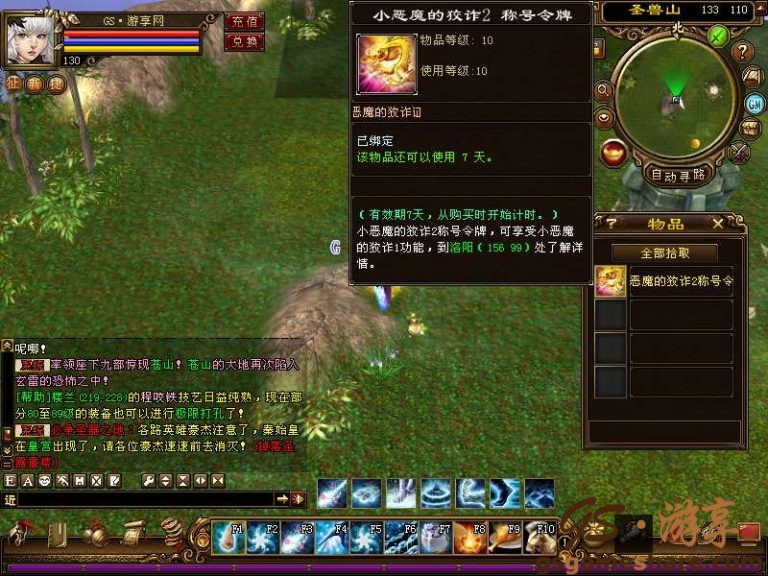 GS·游享网
充值
兑换
130
小恶魔的狡诈2 称号令牌
物品等级: 10
使用等级:10
恶魔的狡诈证
已绑定
该物品还可以使用 7 天。
(有效期7天，从购买时开始计时。)
小恶魔的狡诈2称号令牌，可享受小恶魔
的狡诈1功能，到洛阳(156 99)处了解详
情。
圣兽山 133 110
北
GM
自动寻路
? 物品 X
全部拾取
恶魔的狡诈2称号令
G
呢哪!
率领座下九部惊现苍山! 苍山的大地再次陷入
玄雷的恐怖之中!
[帮助]楼兰(219,226)的程咬铁技艺日益纯熟，现在部
分80至89级的装备也可以进行极限打孔了!
各路英雄豪杰注意了，秦始皇
在皇宫出现了，请各位豪杰速速前去消灭!
近
F1 F2 F3 F4 F5 F6 F7 F8 F9 F10
GS·游享